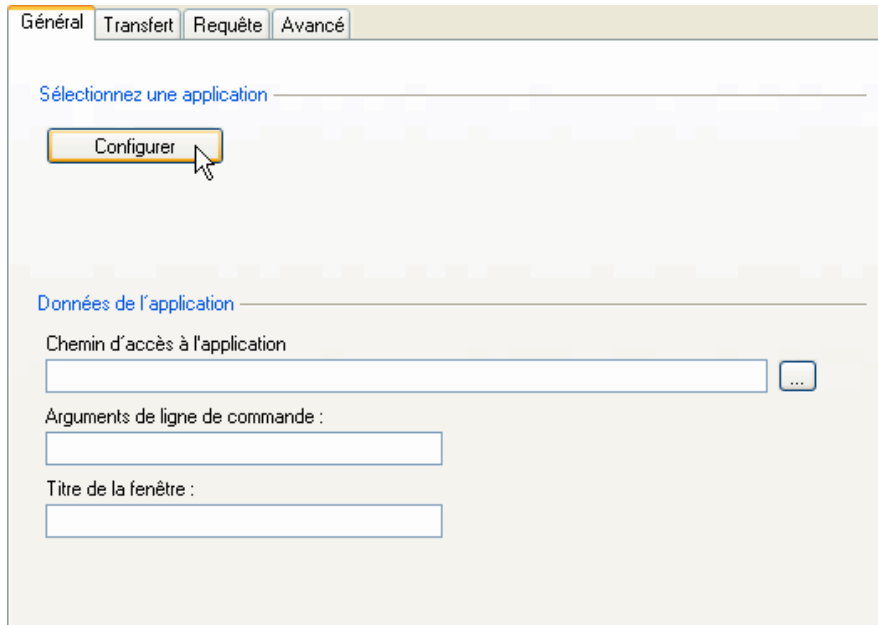 Général Transfert Requête Avancé
Sélectionnez une application
Configurer
Données de l´application
Chemin d´accès à l'application
...
Arguments de ligne de commande :
Titre de la fenêtre :